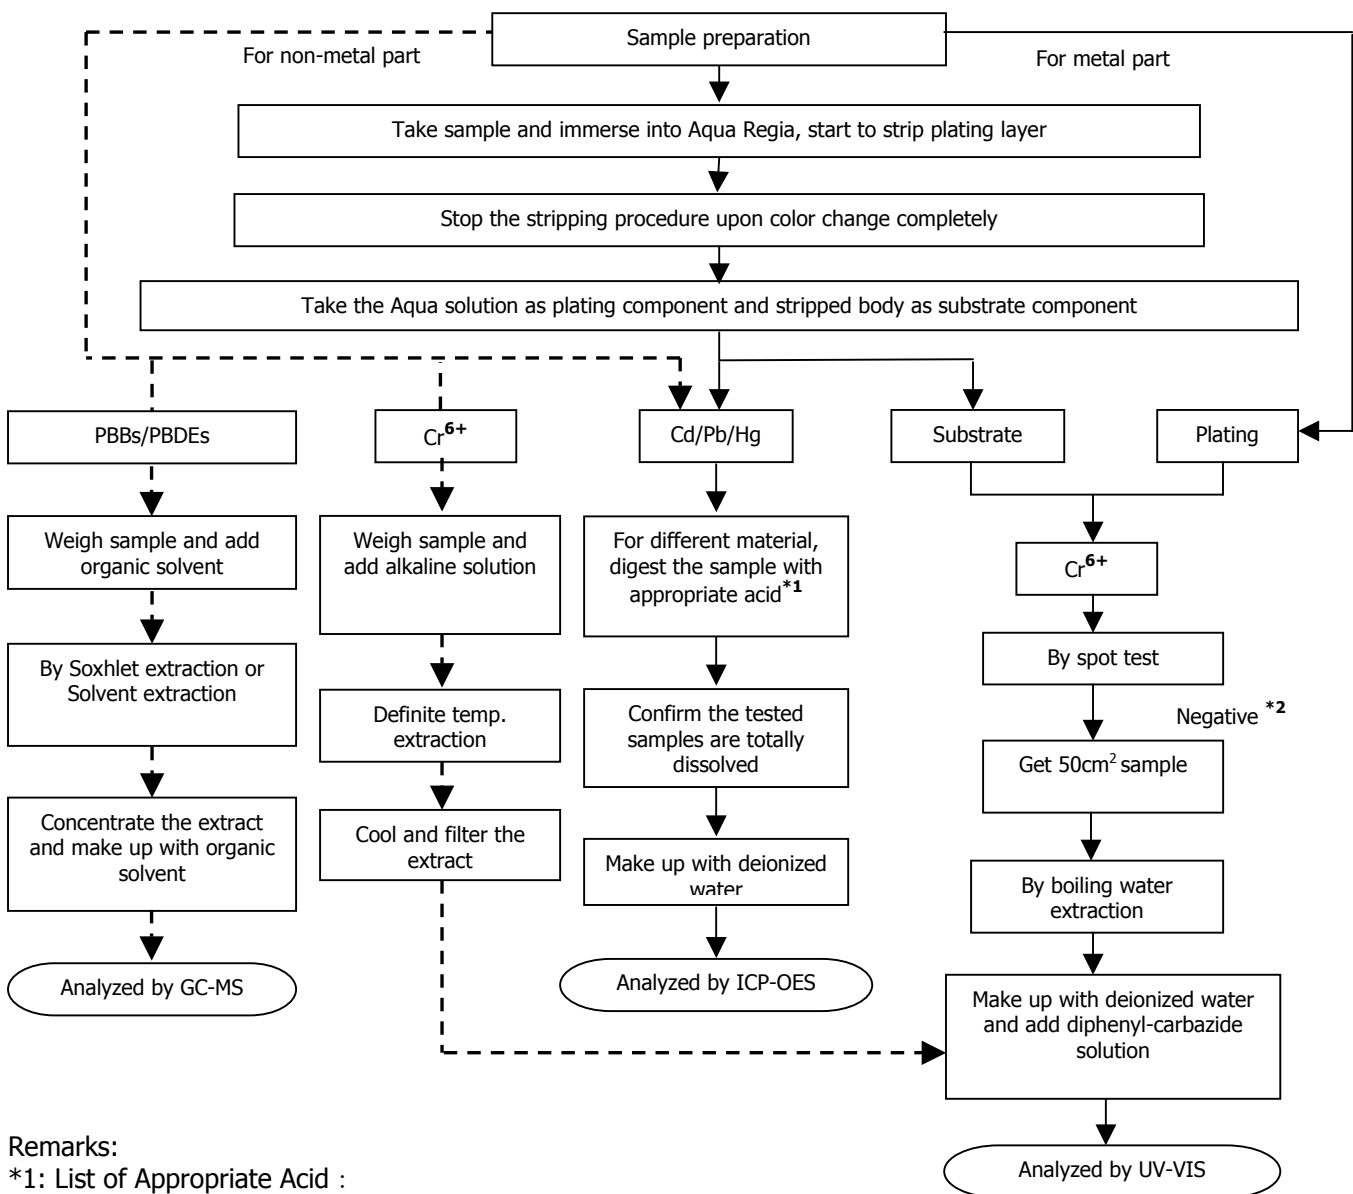 Sample preparation
For non-metal part
For metal part
Take sample and immerse into Aqua Regia, start to strip plating layer
Stop the stripping procedure upon color change completely
Take the Aqua solution as plating component and stripped body as substrate component
PBBs/PBDEs
Cr6+
Cd/Pb/Hg
Substrate
Plating
Weigh sample and add
organic solvent
Weigh sample and
add alkaline solution
For different material,
digest the sample with
appropriate acid*1
Cr6+
By Soxhlet extraction or
Solvent extraction
Definite temp.
extraction
Confirm the tested
samples are totally
dissolved
By spot test
Negative *2
Get 50cm2 sample
Concentrate the extract
and make up with organic
solvent
Cool and filter the
extract
Make up with deionized
water
By boiling water
extraction
Analyzed by GC-MS
Analyzed by ICP-OES
Make up with deionized water
and add diphenyl-carbazide
solution
Analyzed by UV-VIS
Remarks:
*1: List of Appropriate Acid :